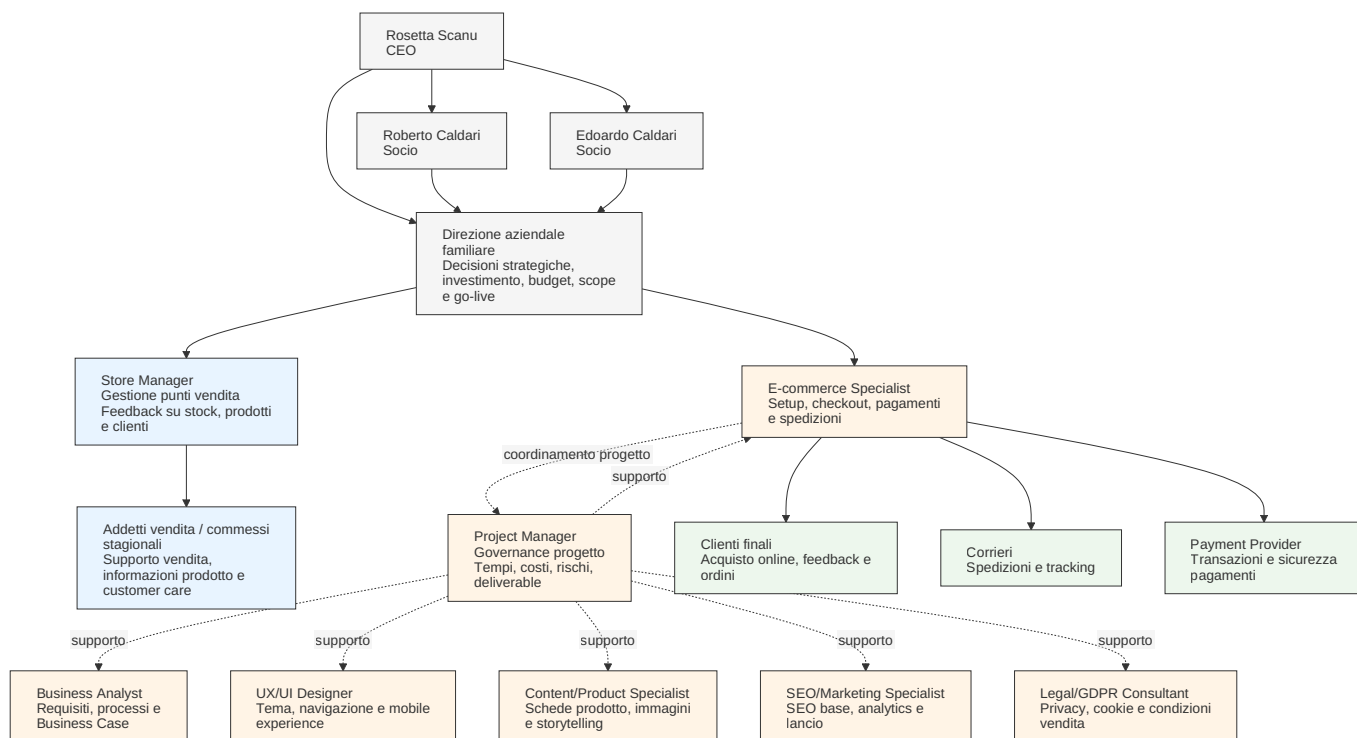 Rosetta Scanu
CEO
Roberto Caldari
Socio
Edoardo Caldari
Socio
Direzione aziendale
familiare
Decisioni strategiche,
investimento, budget, scope
e go-live
Store Manager
Gestione punti vendita
Feedback su stock, prodotti
e clienti
E-commerce Specialist
Setup, checkout, pagamenti
e spedizioni
coordinamento progetto
supporto
Addetti vendita / commessi
stagionali
Supporto vendita,
informazioni prodotto e
customer care
Project Manager
Governance progetto
Tempi, costi, rischi,
deliverable
Clienti finali
Acquisto online, feedback e
ordini
Corrieri
Spedizioni e tracking
Payment Provider
Transazioni e sicurezza
pagamenti
supporto
supporto
supporto
supporto
supporto
Business Analyst
Requisiti, processi e
Business Case
UX/UI Designer
Tema, navigazione e mobile
experience
Content/Product Specialist
Schede prodotto, immagini
e storytelling
SEO/Marketing Specialist
SEO base, analytics e
lancio
Legal/GDPR Consultant
Privacy, cookie e condizioni
vendita